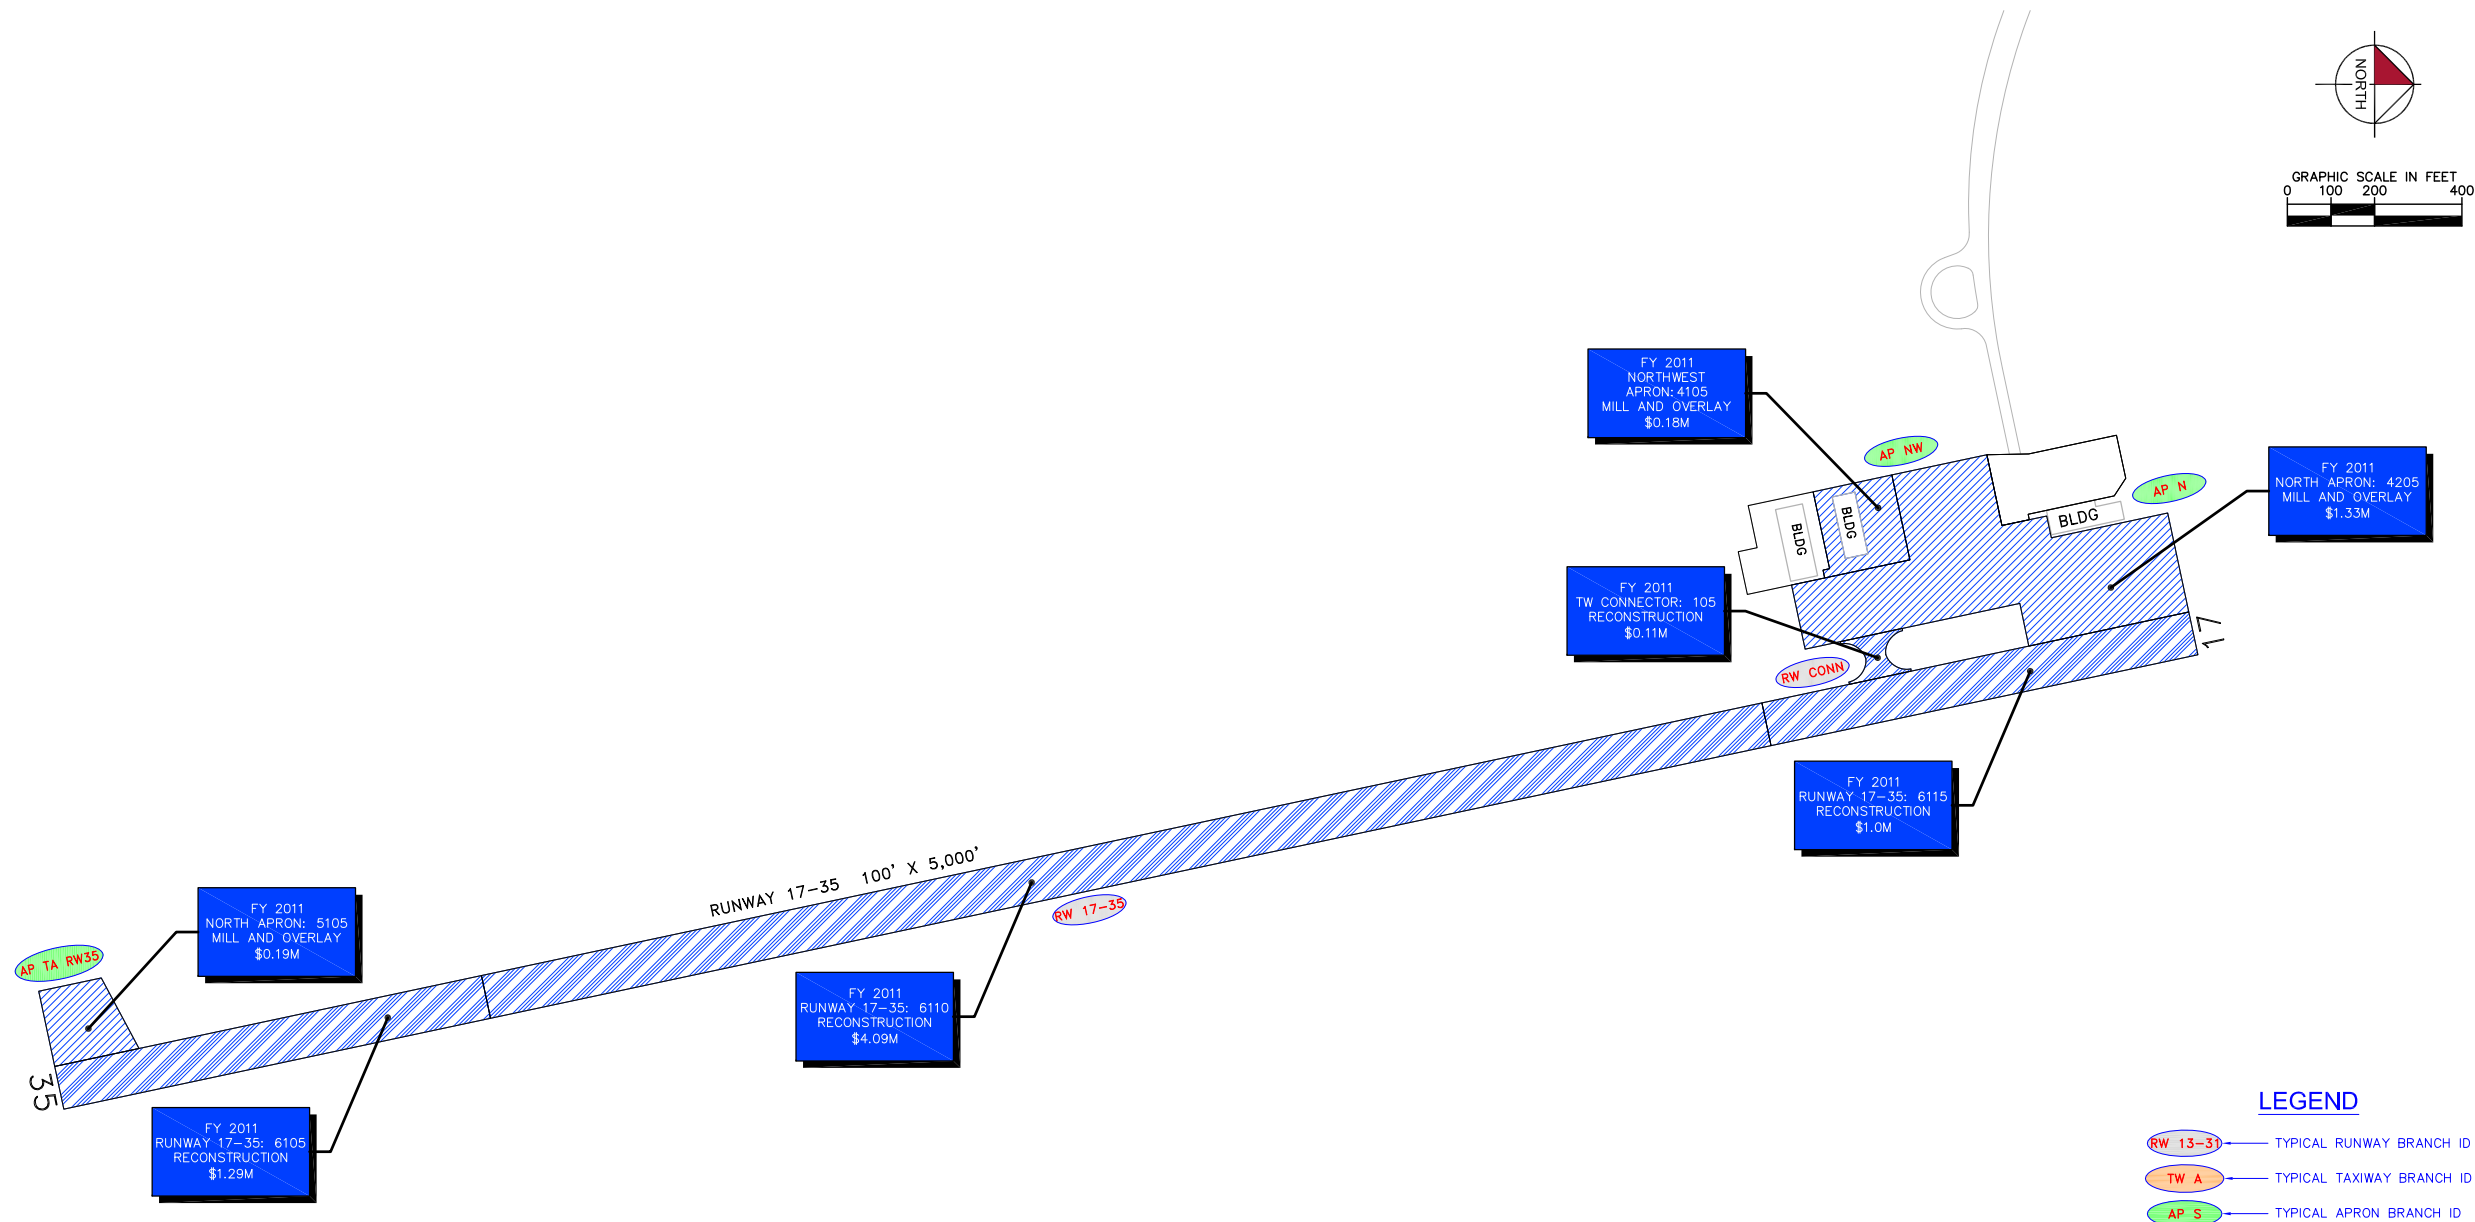 NORTH
GRAPHIC SCALE IN FEET
0 100 200 400
FY 2011
NORTHWEST
APRON: 4105
MILL AND OVERLAY
$0.18M
AP NW
AP N
FY 2011
NORTH APRON: 4205
MILL AND OVERLAY
$1.33M
BLDG
BLDG
BLDG
FY 2011
TW CONNECTOR: 105
RECONSTRUCTION
$0.11M
RW CONN
17
FY 2011
RUNWAY 17-35: 6115
RECONSTRUCTION
$1.0M
RUNWAY 17-35 100' X 5,000'
RW 17-35
FY 2011
NORTH APRON: 5105
MILL AND OVERLAY
$0.19M
AP TA RW35
FY 2011
RUNWAY 17-35: 6110
RECONSTRUCTION
$4.09M
35
FY 2011
RUNWAY 17-35: 6105
RECONSTRUCTION
$1.29M
LEGEND
RW 13-31 TYPICAL RUNWAY BRANCH ID
TW A TYPICAL TAXIWAY BRANCH ID
AP S TYPICAL APRON BRANCH ID